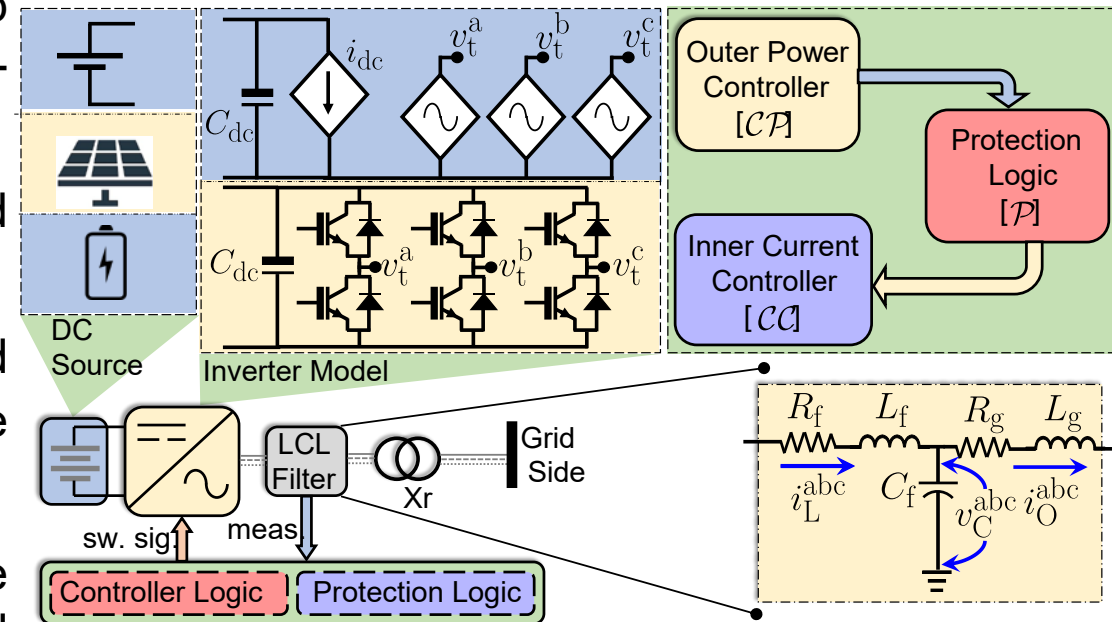 i_dc
v_t^a
v_t^b
v_t^c
C_dc
C_dc
v_t^a
v_t^b
v_t^c
Outer Power
Controller
[CP]
Protection
Logic
[P]
Inner Current
Controller
[CC]
DC
Source
Inverter Model
LCL
Filter
Xr
Grid
Side
sw. sig.
meas.
Controller Logic
Protection Logic
R_f
L_f
R_g
L_g
i_L^abc
C_f
v_C^abc
i_O^abc